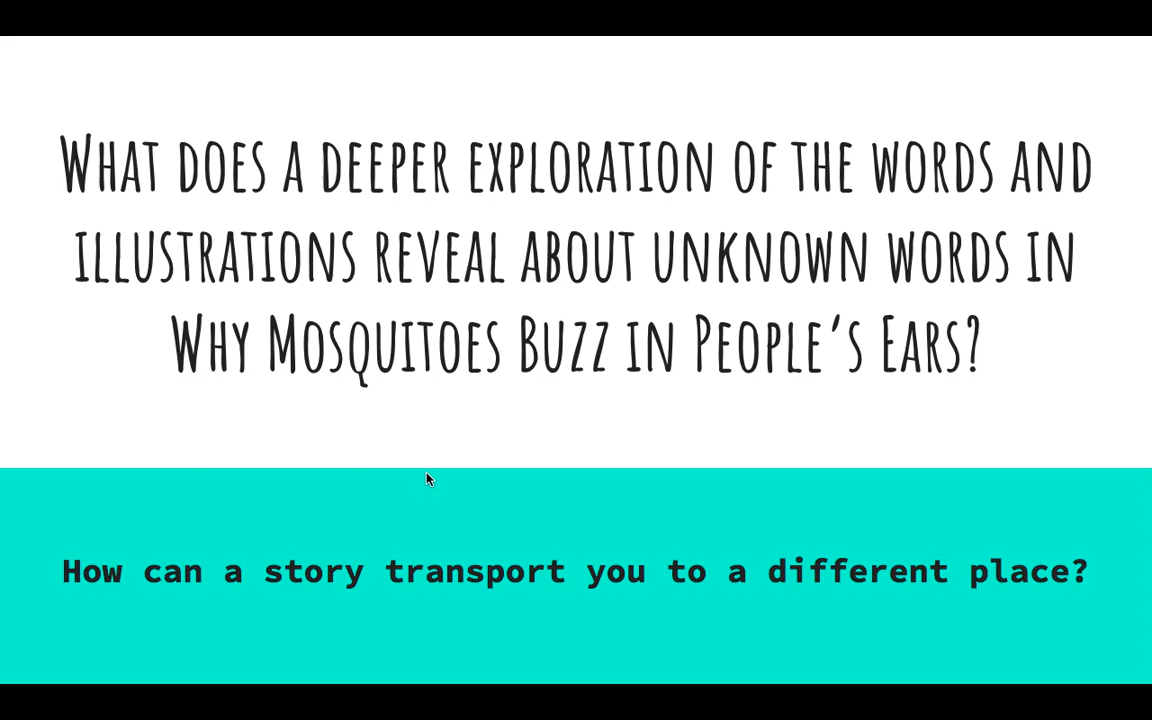 What does a deeper exploration of the words and
illustrations reveal about unknown words in
Why Mosquitoes Buzz in People’s Ears?
How can a story transport you to a different place?